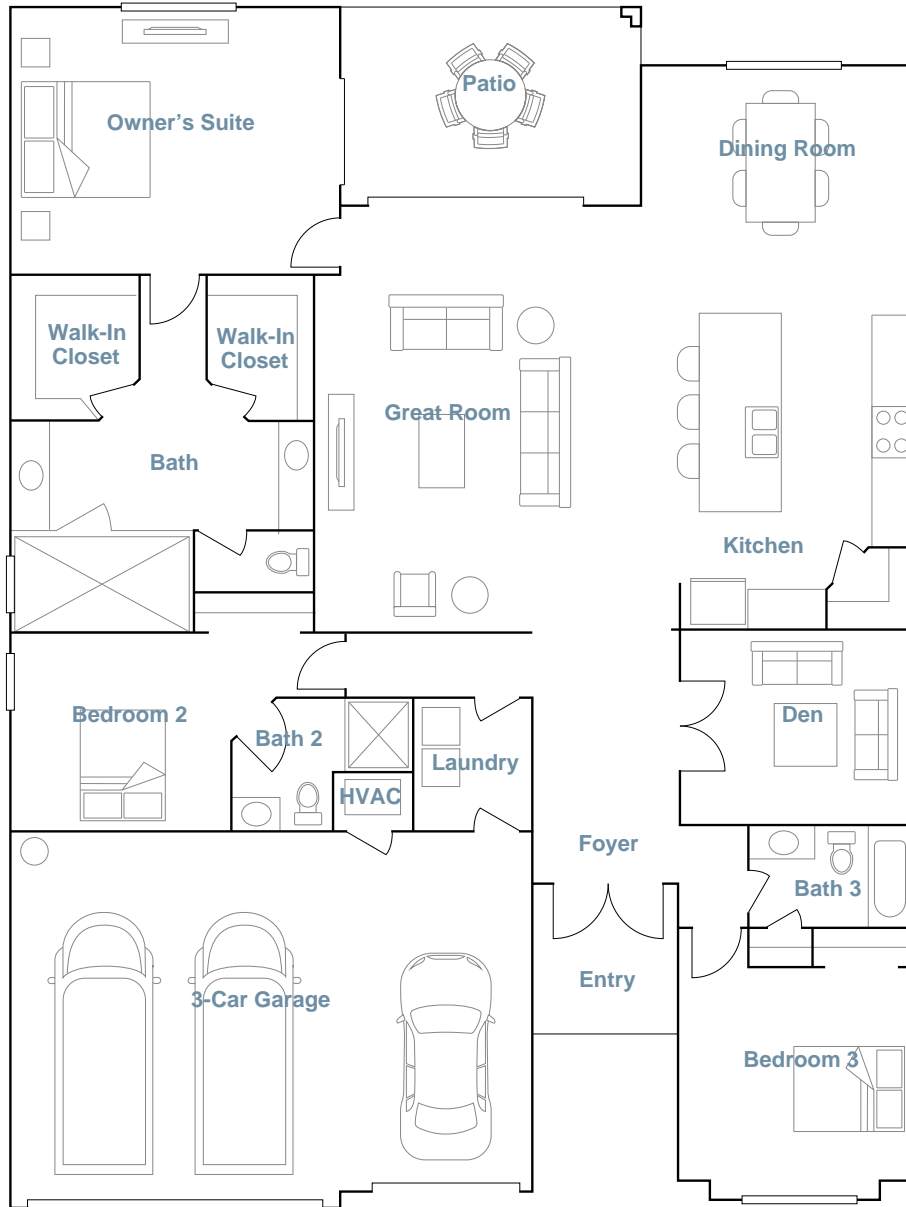 Patio
Owner's Suite
Dining Room
Walk-In
Closet
Walk-In
Closet
Great Room
Bath
Kitchen
Bedroom 2
Den
Bath 2
Laundry
HVAC
Foyer
Bath 3
Entry
3-Car Garage
Bedroom 3